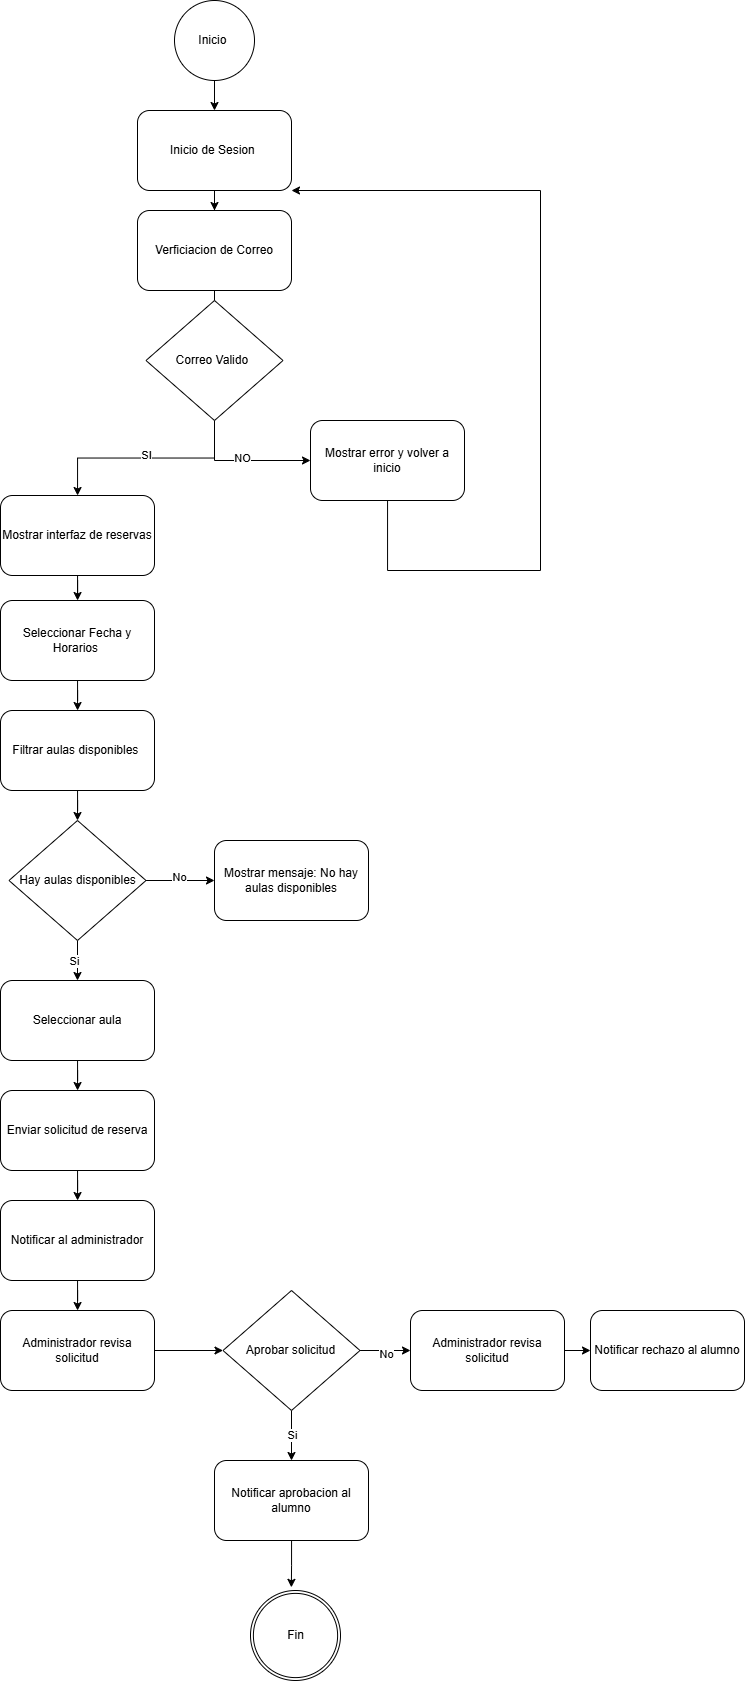 Inicio
Inicio de Sesion
Verficiacion de Correo
Correo Valido
SI
NO
Mostrar error y volver a
inicio
Mostrar interfaz de reservas
Seleccionar Fecha y
Horarios
Filtrar aulas disponibles
Hay aulas disponibles
No
Mostrar mensaje: No hay
aulas disponibles
Si
Seleccionar aula
Enviar solicitud de reserva
Notificar al administrador
Administrador revisa
solicitud
Aprobar solicitud
No
Administrador revisa
solicitud
Notificar rechazo al alumno
Si
Notificar aprobacion al
alumno
Fin